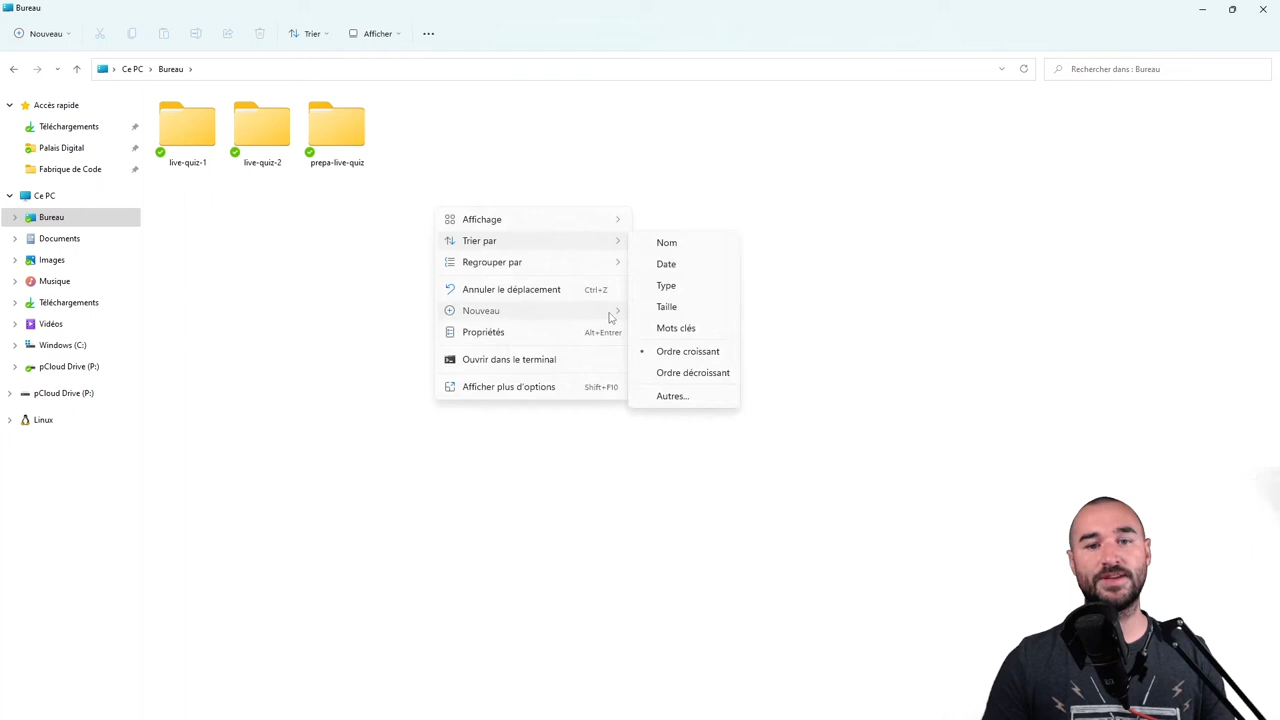 Bureau
Nouveau
Trier
Afficher
Ce PC
Bureau
Rechercher dans : Bureau
Accès rapide
Téléchargements
Palais Digital
Fabrique de Code
Ce PC
Bureau
Documents
Images
Musique
Téléchargements
Vidéos
Windows (C:)
pCloud Drive (P:)
pCloud Drive (P:)
Linux
live-quiz-1
live-quiz-2
prepa-live-quiz
Affichage
Trier par
Regrouper par
Annuler le déplacement Ctrl+Z
Nouveau
Propriétés Alt+Entrer
Ouvrir dans le terminal
Afficher plus d'options Shift+F10
Nom
Date
Type
Taille
Mots clés
Ordre croissant
Ordre décroissant
Autres...